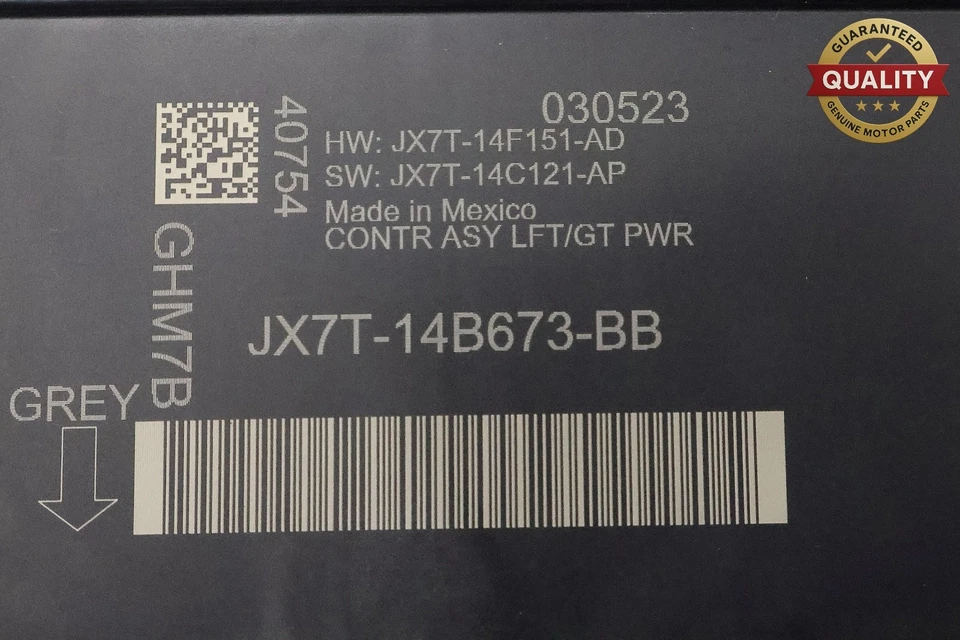 030523
40754
HW: JX7T-14F151-AD
SW: JX7T-14C121-AP
Made in Mexico
CONTR ASY LFT/GT PWR
GHM7B
JX7T-14B673-BB
GREY
GUARANTEED
QUALITY
GENUINE MOTOR PARTS